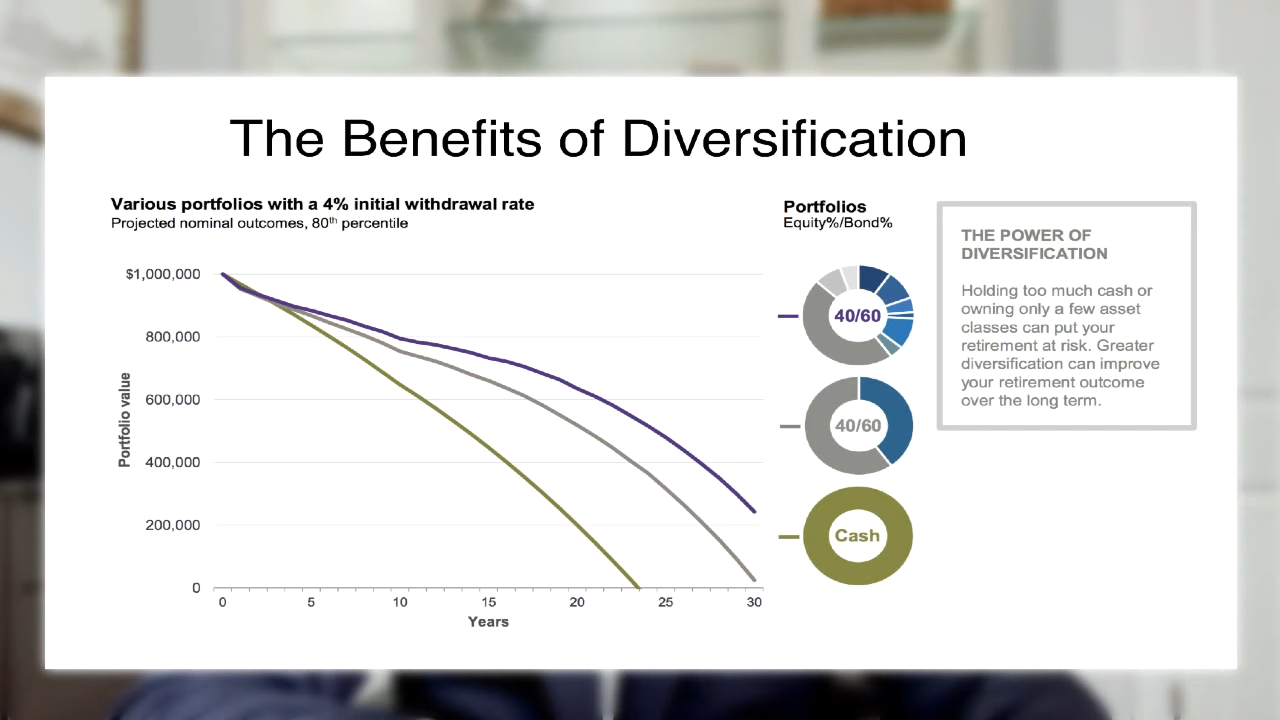 The Benefits of Diversification
Various portfolios with a 4% initial withdrawal rate
Projected nominal outcomes, 80th percentile
Portfolios
Equity%/Bond%
THE POWER OF
DIVERSIFICATION
Holding too much cash or
owning only a few asset
classes can put your
retirement at risk. Greater
diversification can improve
your retirement outcome
over the long term.
$1,000,000
800,000
600,000
400,000
200,000
0
Portfolio value
0 5 10 15 20 25 30
Years
40/60
40/60
Cash